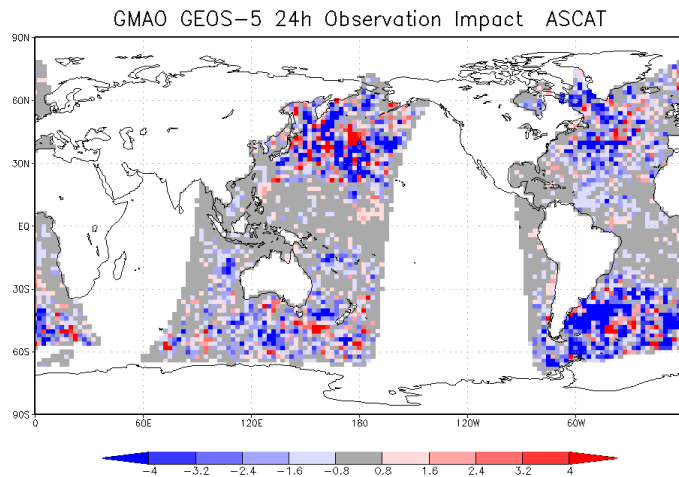 GMAO GEOS-5 24h Observation Impact ASCAT
90N
60N
30N
EQ
30S
60S
90S
0 60E 120E 180 120W 60W
-4 -3.2 -2.4 -1.6 -0.8 0.8 1.6 2.4 3.2 4